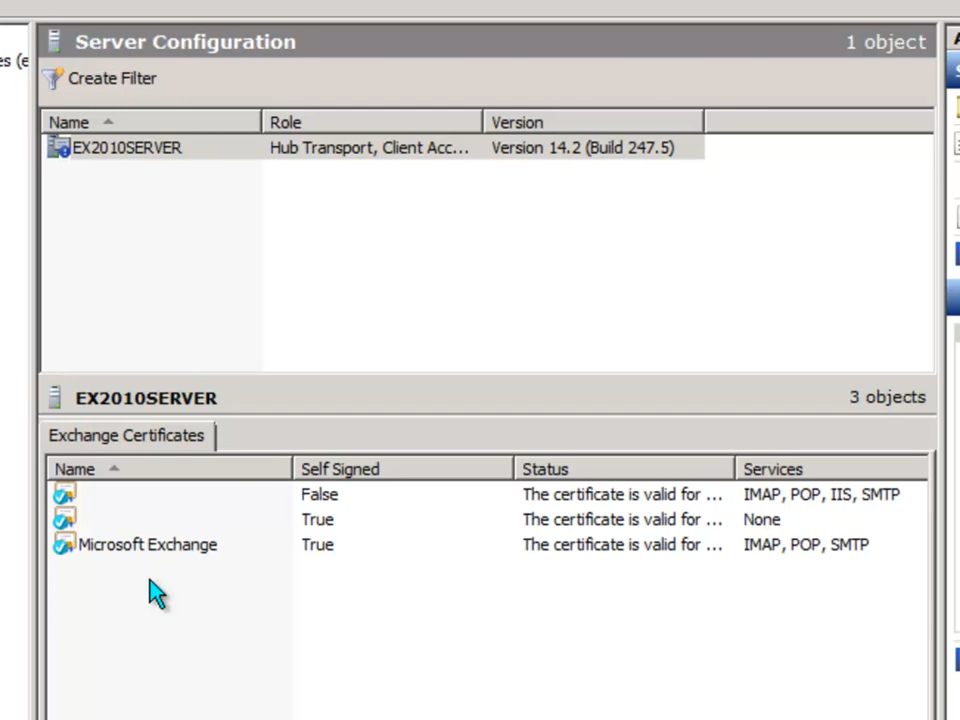 es (e
Server Configuration 1 object
Create Filter
Name Role Version
EX2010SERVER Hub Transport, Client Acc... Version 14.2 (Build 247.5)
EX2010SERVER 3 objects
Exchange Certificates
Name Self Signed Status Services
False The certificate is valid for ... IMAP, POP, IIS, SMTP
True The certificate is valid for ... None
Microsoft Exchange True The certificate is valid for ... IMAP, POP, SMTP